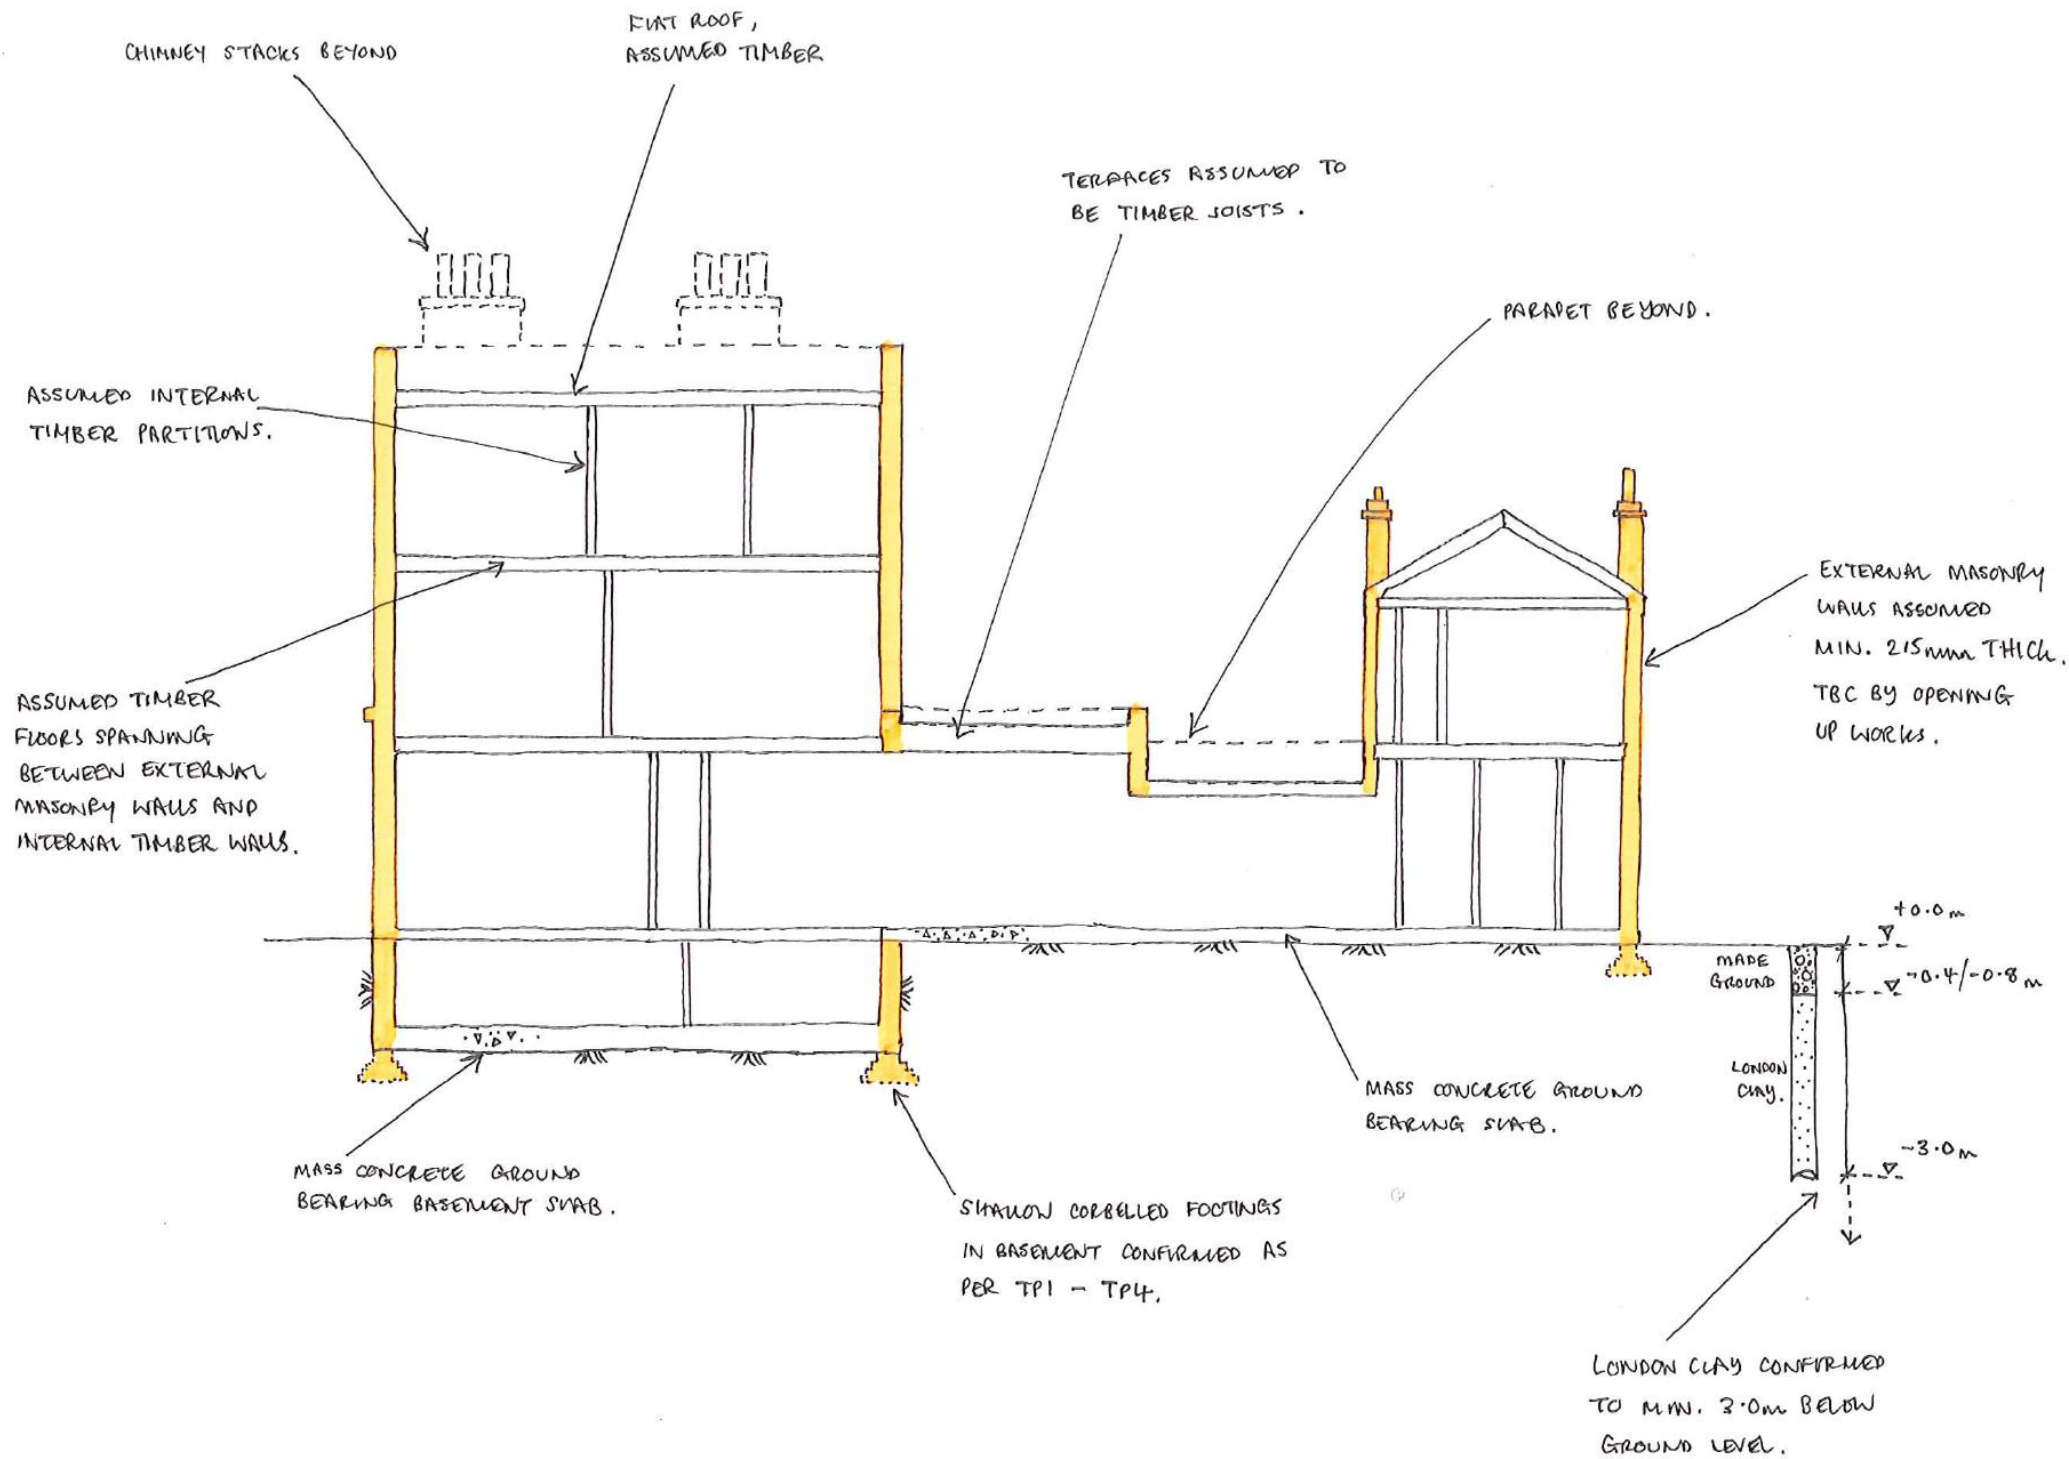 FLAT ROOF,
ASSUMED TIMBER
CHIMNEY STACKS BEYOND
TERRACES ASSUMED TO
BE TIMBER JOISTS.
PARAPET BEYOND.
ASSUMED INTERNAL
TIMBER PARTITIONS.
EXTERNAL MASONRY
WALLS ASSUMED
MIN. 215mm THICK.
TBC BY OPENING
UP WORKS.
ASSUMED TIMBER
FLOORS SPANNING
BETWEEN EXTERNAL
MASONRY WALLS AND
INTERNAL TIMBER WALLS.
+0.0m
MADE
GROUND
-0.4/-0.8m
LONDON
CLAY.
-3.0m
MASS CONCRETE GROUND
BEARING SLAB.
MASS CONCRETE GROUND
BEARING BASEMENT SLAB.
SHALLOW CORBELLED FOOTINGS
IN BASEMENT CONFIRMED AS
PER TP1 - TP4.
LONDON CLAY CONFIRMED
TO MIN. 3.0m BELOW
GROUND LEVEL.